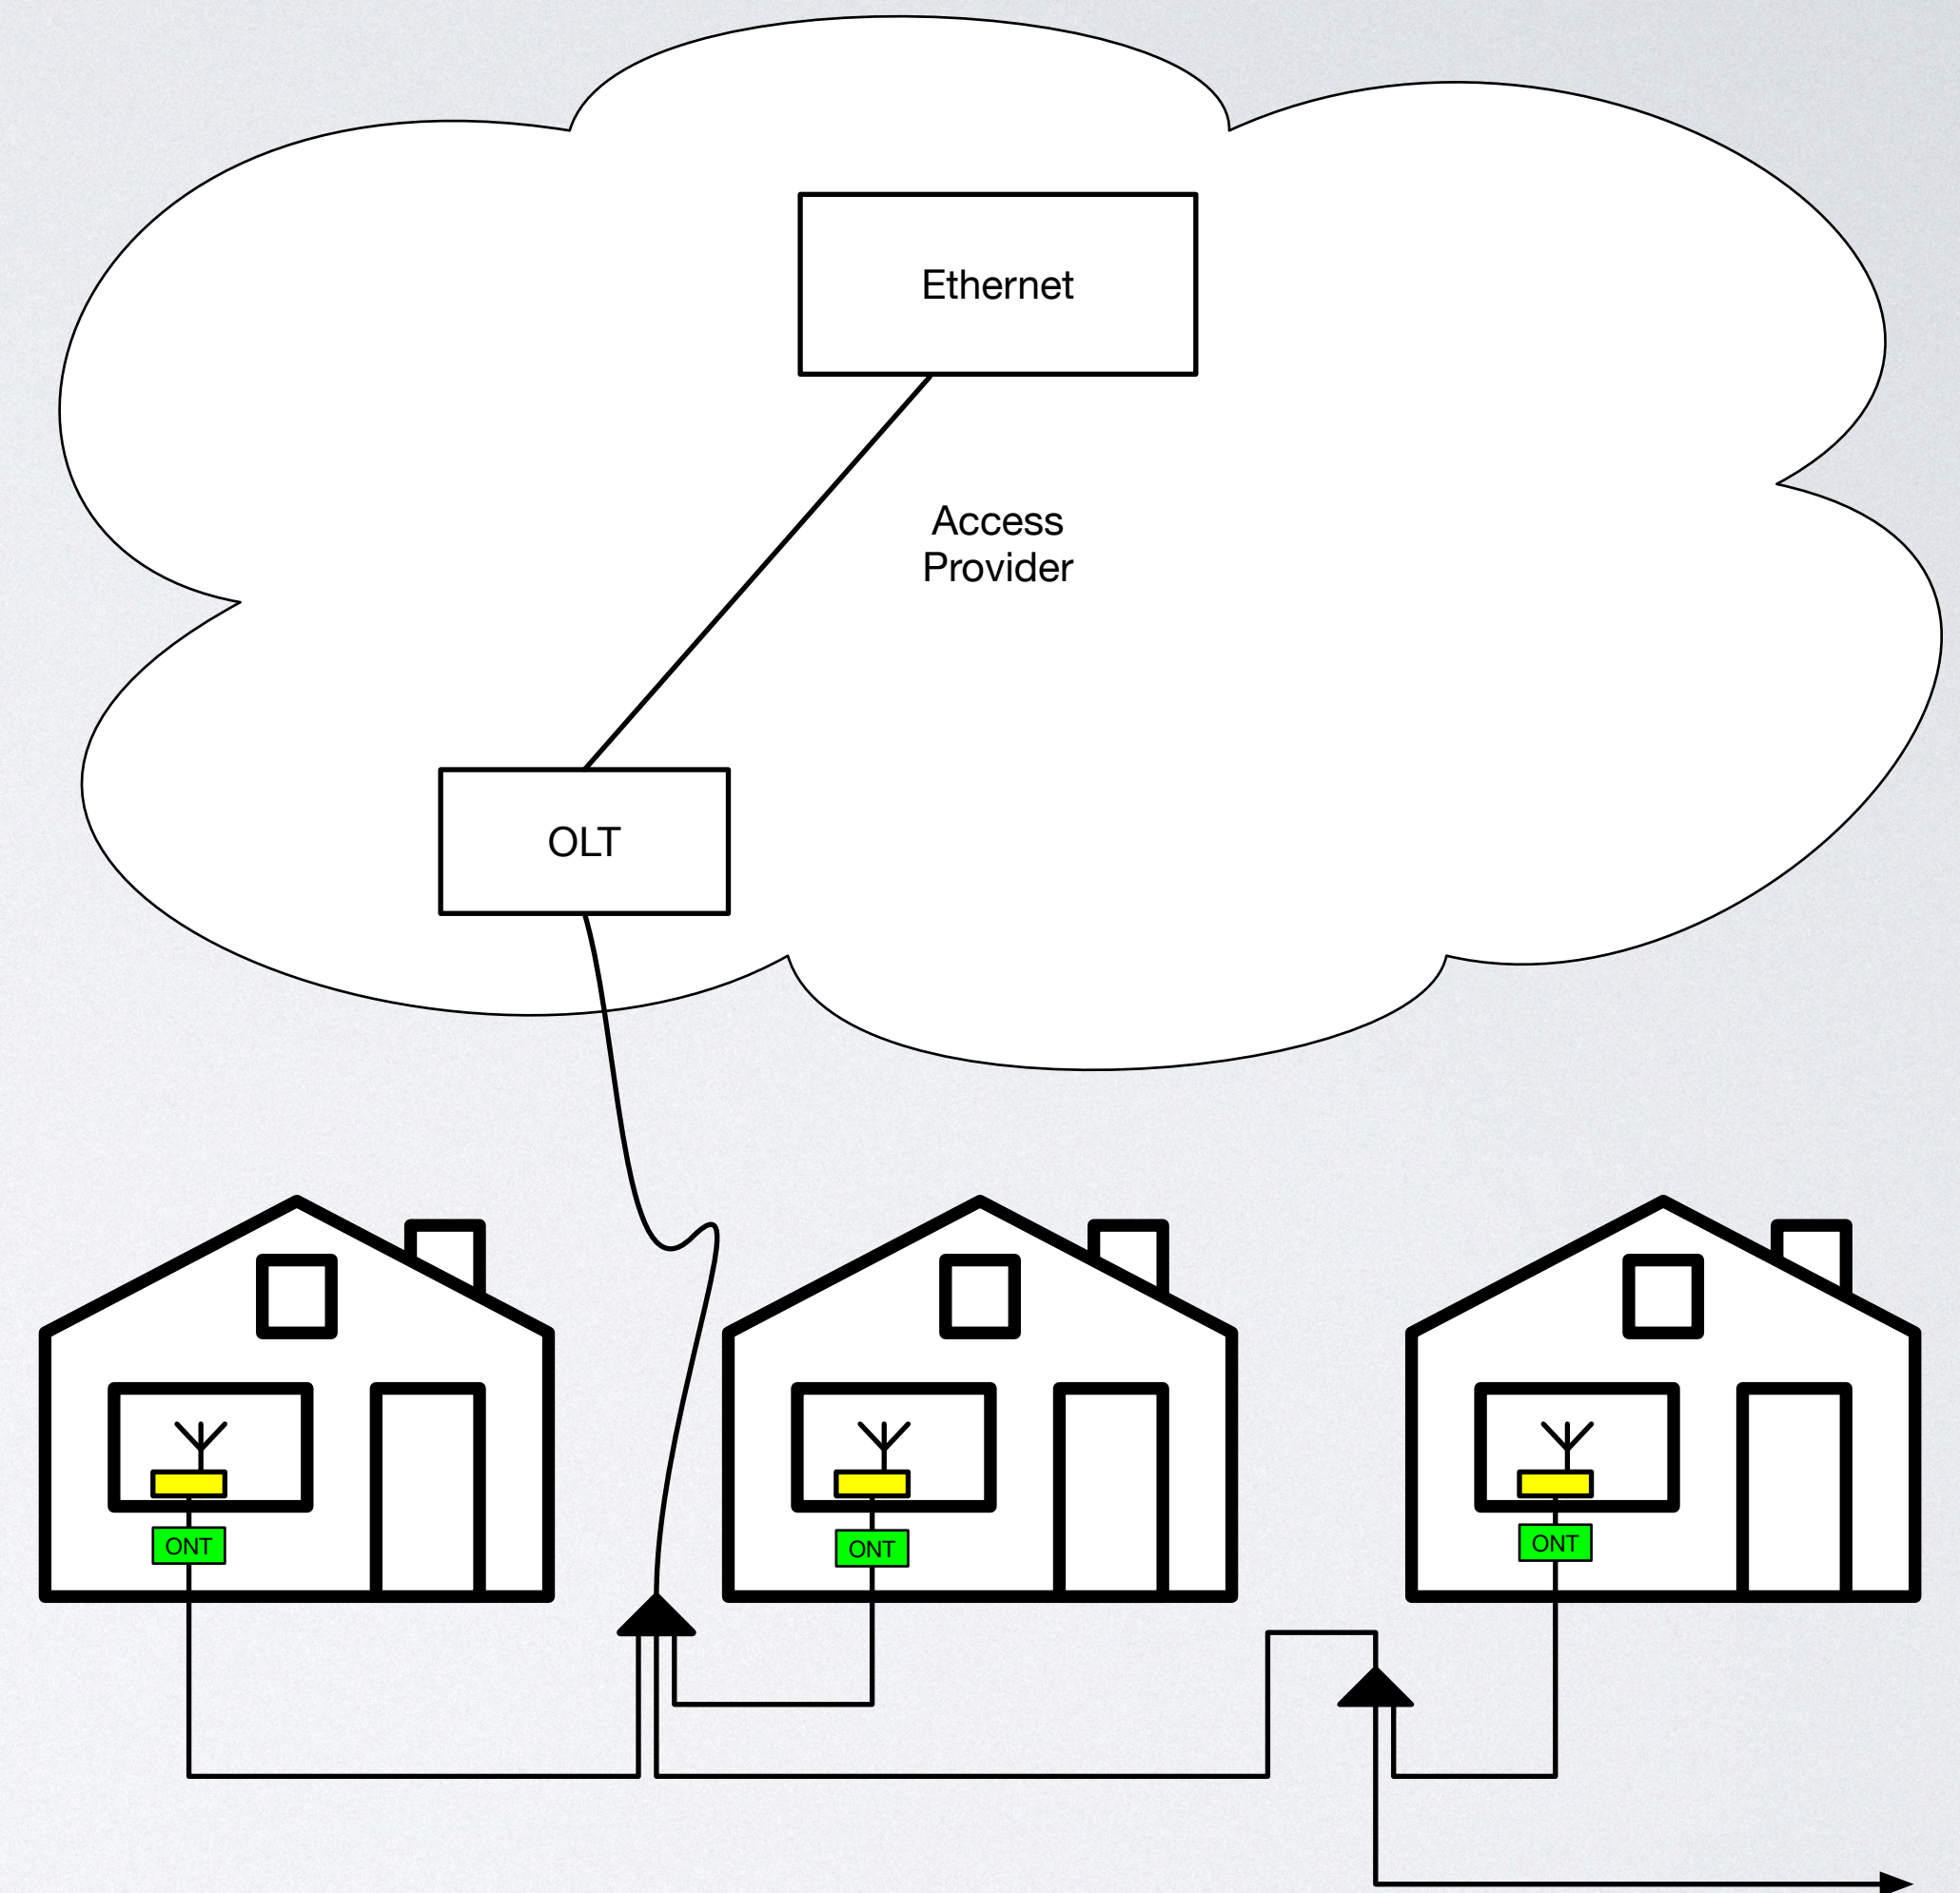 Ethernet
Access
Provider
OLT
ONT
ONT
ONT